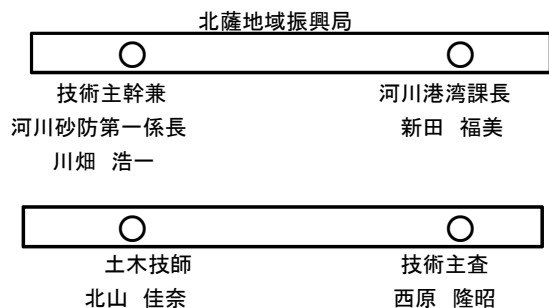 北薩地域振興局
技術主幹兼 河川港湾課長
河川砂防第一係長 新田 福美
川畑 浩一
土木技師 技術主査
北山 佳奈 西原 隆昭